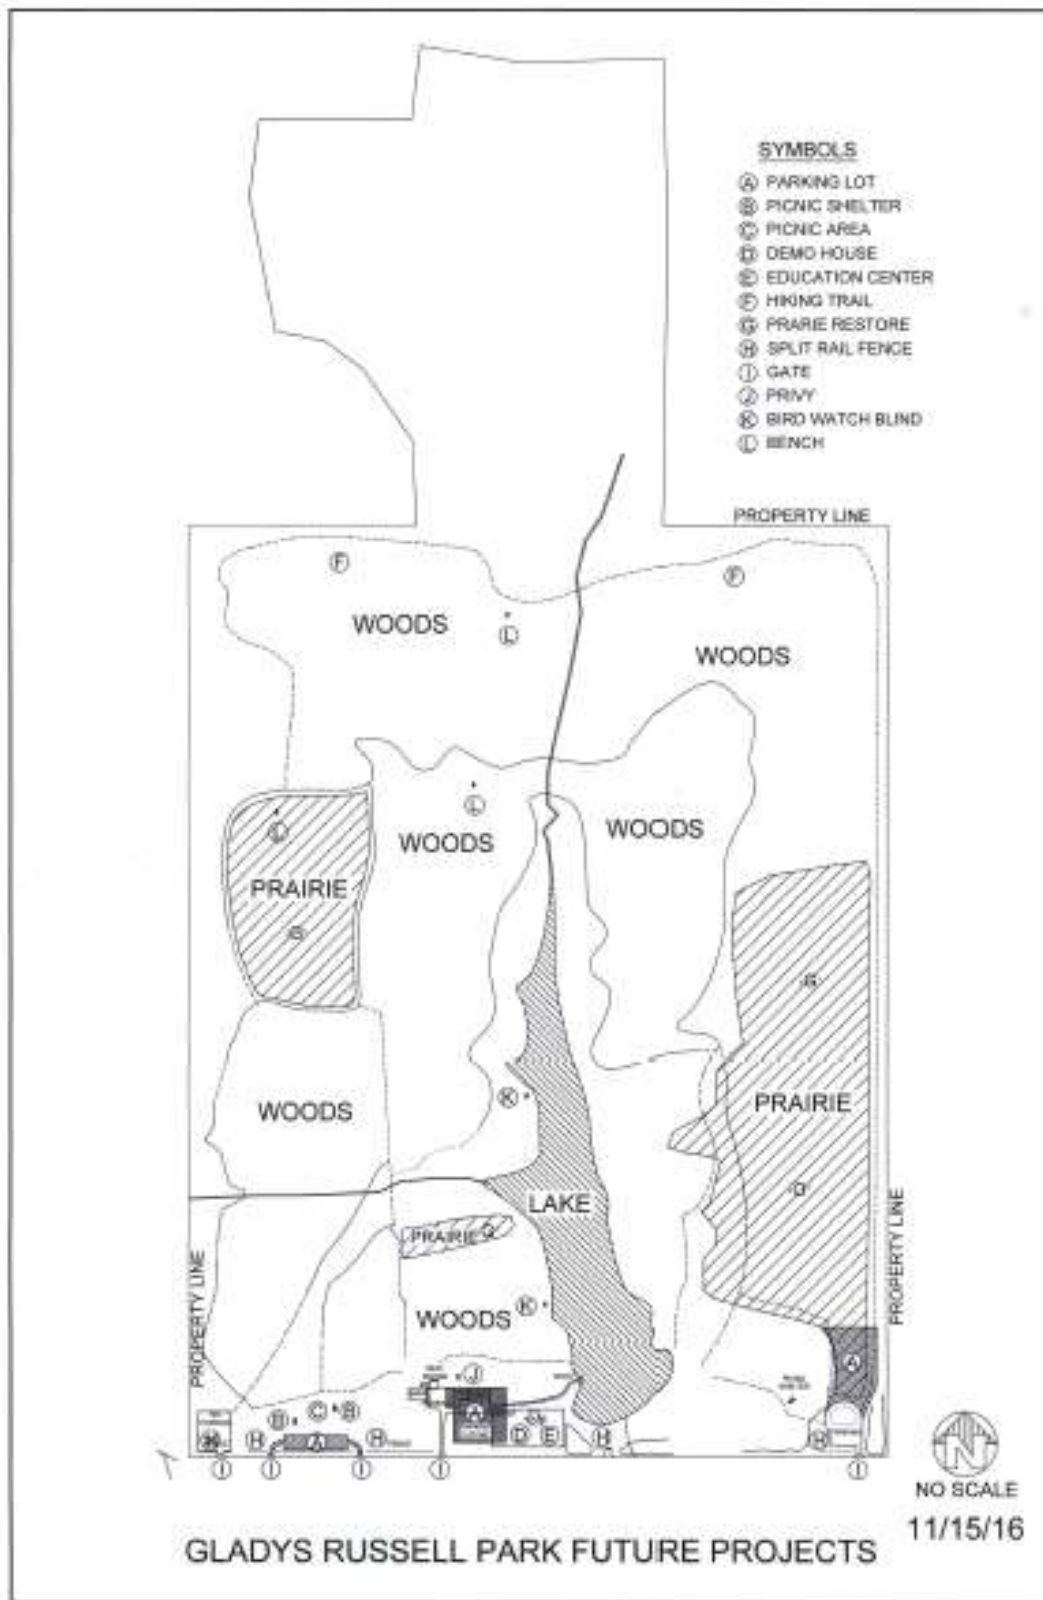 SYMBOLS
Ⓐ PARKING LOT
Ⓑ PICNIC SHELTER
Ⓒ PICNIC AREA
Ⓓ DEMO HOUSE
Ⓔ EDUCATION CENTER
Ⓕ HIKING TRAIL
Ⓖ PRARIE RESTORE
Ⓗ SPLIT RAIL FENCE
Ⓘ GATE
Ⓙ PRIVY
Ⓚ BIRD WATCH BLIND
Ⓛ BENCH
PROPERTY LINE
F
F
WOODS
L
WOODS
L
L
WOODS
WOODS
PRAIRIE
G
G
K
WOODS
PRAIRIE
LAKE
PRAIRIE
PROPERTY LINE
PROPERTY LINE
K
WOODS
A
J
B
C
B
A
H
A
H
D
E
H
H
I
I
I
I
I
N
NO SCALE
11/15/16
GLADYS RUSSELL PARK FUTURE PROJECTS